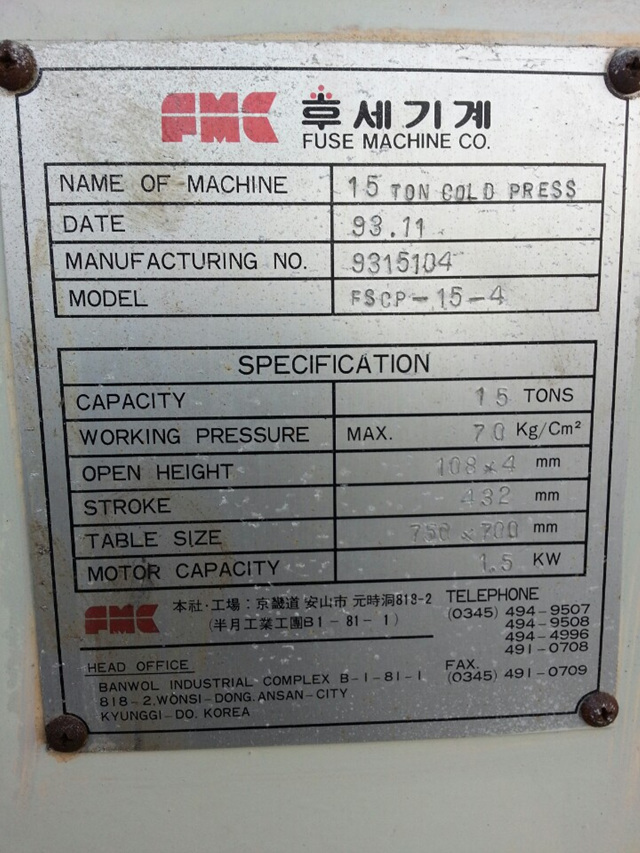 FMC 후세기계
FUSE MACHINE CO.
NAME OF MACHINE 15 TON COLD PRESS
DATE 93.11
MANUFACTURING NO. 9315104
MODEL FSCP-15-4
SPECIFICATION
CAPACITY 15 TONS
WORKING PRESSURE MAX. 70 Kg/Cm²
OPEN HEIGHT 108×4 mm
STROKE 432 mm
TABLE SIZE 750×700 mm
MOTOR CAPACITY 1.5 KW
FMC 本社·工場 : 京畿道 安山市 元時洞818-2
(半月工業工團B1-81-1)
TELEPHONE
(0345) 494-9507
494-9508
494-4996
491-0708
FAX.
(0345) 491-0709
HEAD OFFICE
BANWOL INDUSTRIAL COMPLEX B-1-81-1
818-2.WONSI-DONG.ANSAN-CITY
KYUNGGI-DO. KOREA